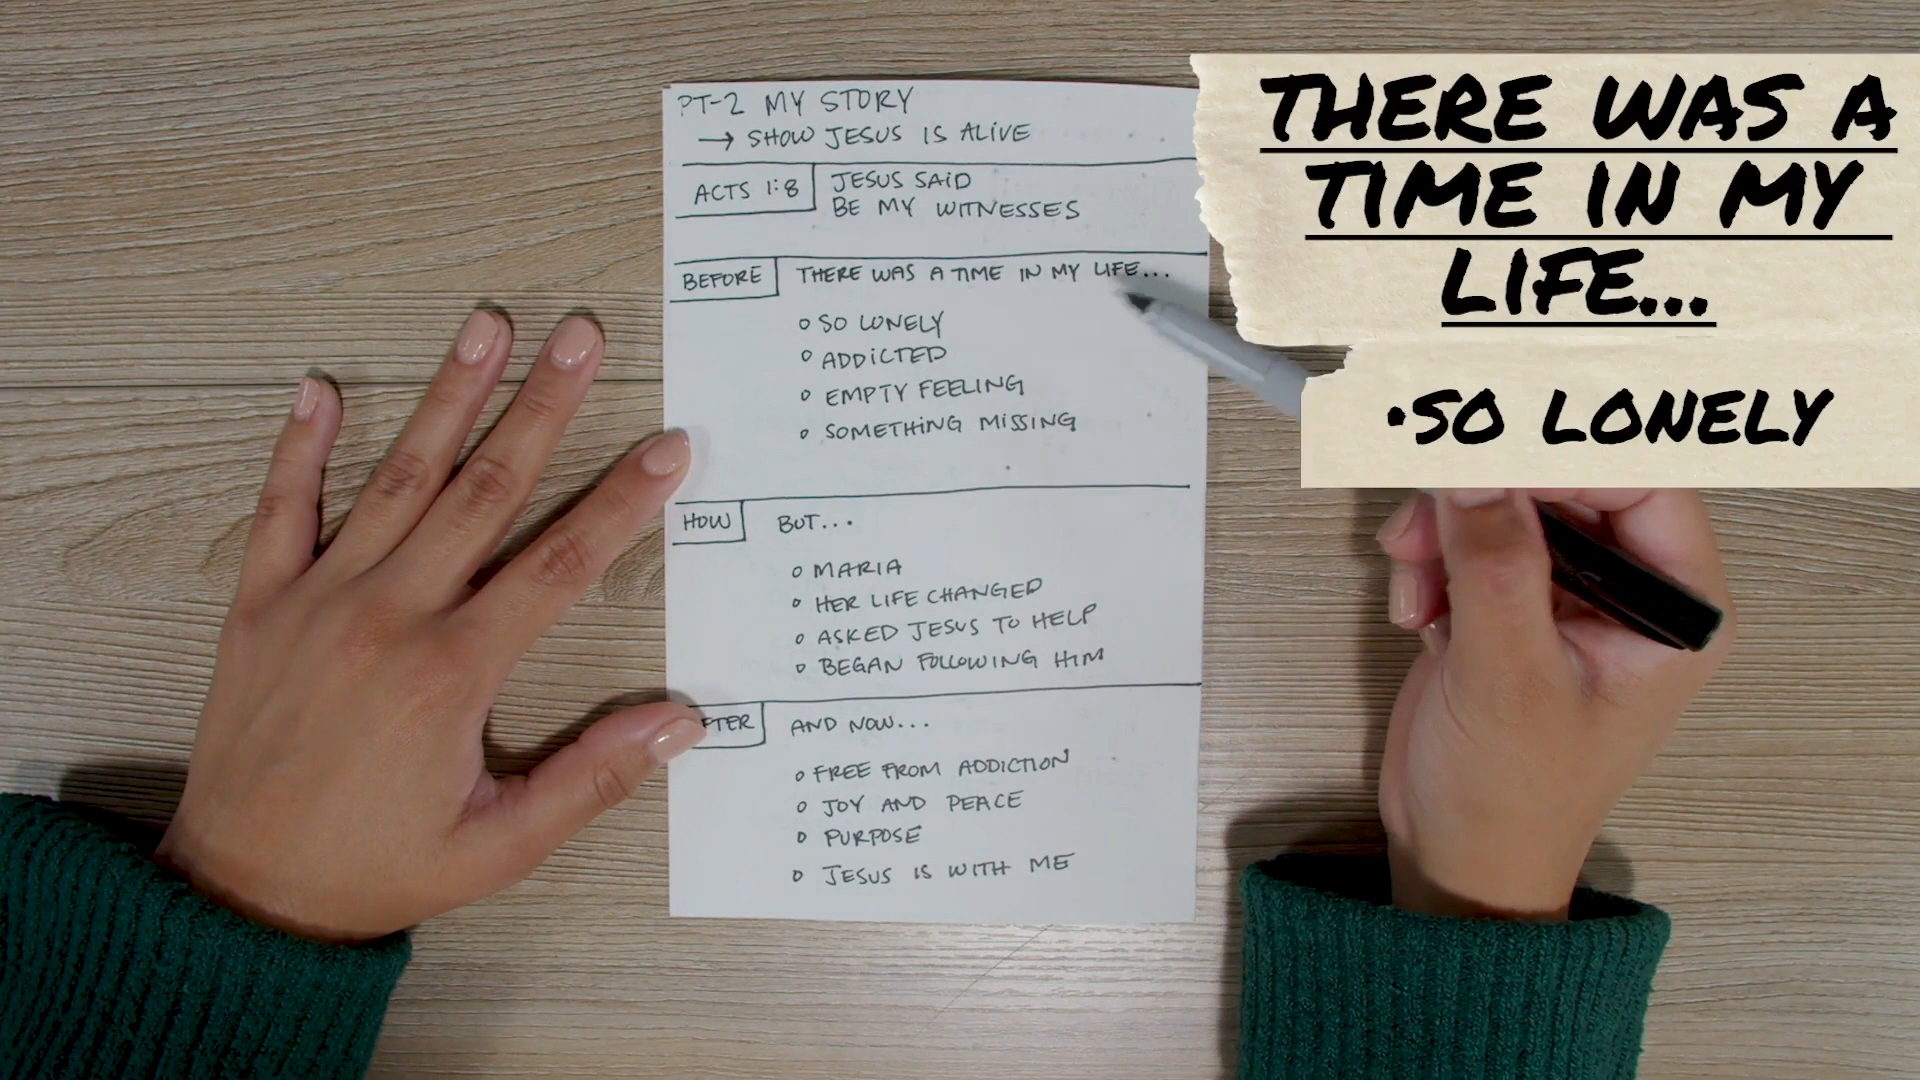 PT-2 MY STORY
→ SHOW JESUS IS ALIVE
ACTS 1:8
JESUS SAID
BE MY WITNESSES
BEFORE
THERE WAS A TIME IN MY LIFE...
o SO LONELY
o ADDICTED
o EMPTY FEELING
o SOMETHING MISSING
HOW
BUT...
o MARIA
o HER LIFE CHANGED
o ASKED JESUS TO HELP
o BEGAN FOLLOWING HIM
FTER
AND NOW...
o FREE FROM ADDICTION
o JOY AND PEACE
o PURPOSE
o JESUS IS WITH ME
THERE WAS A
TIME IN MY
LIFE...
•SO LONELY